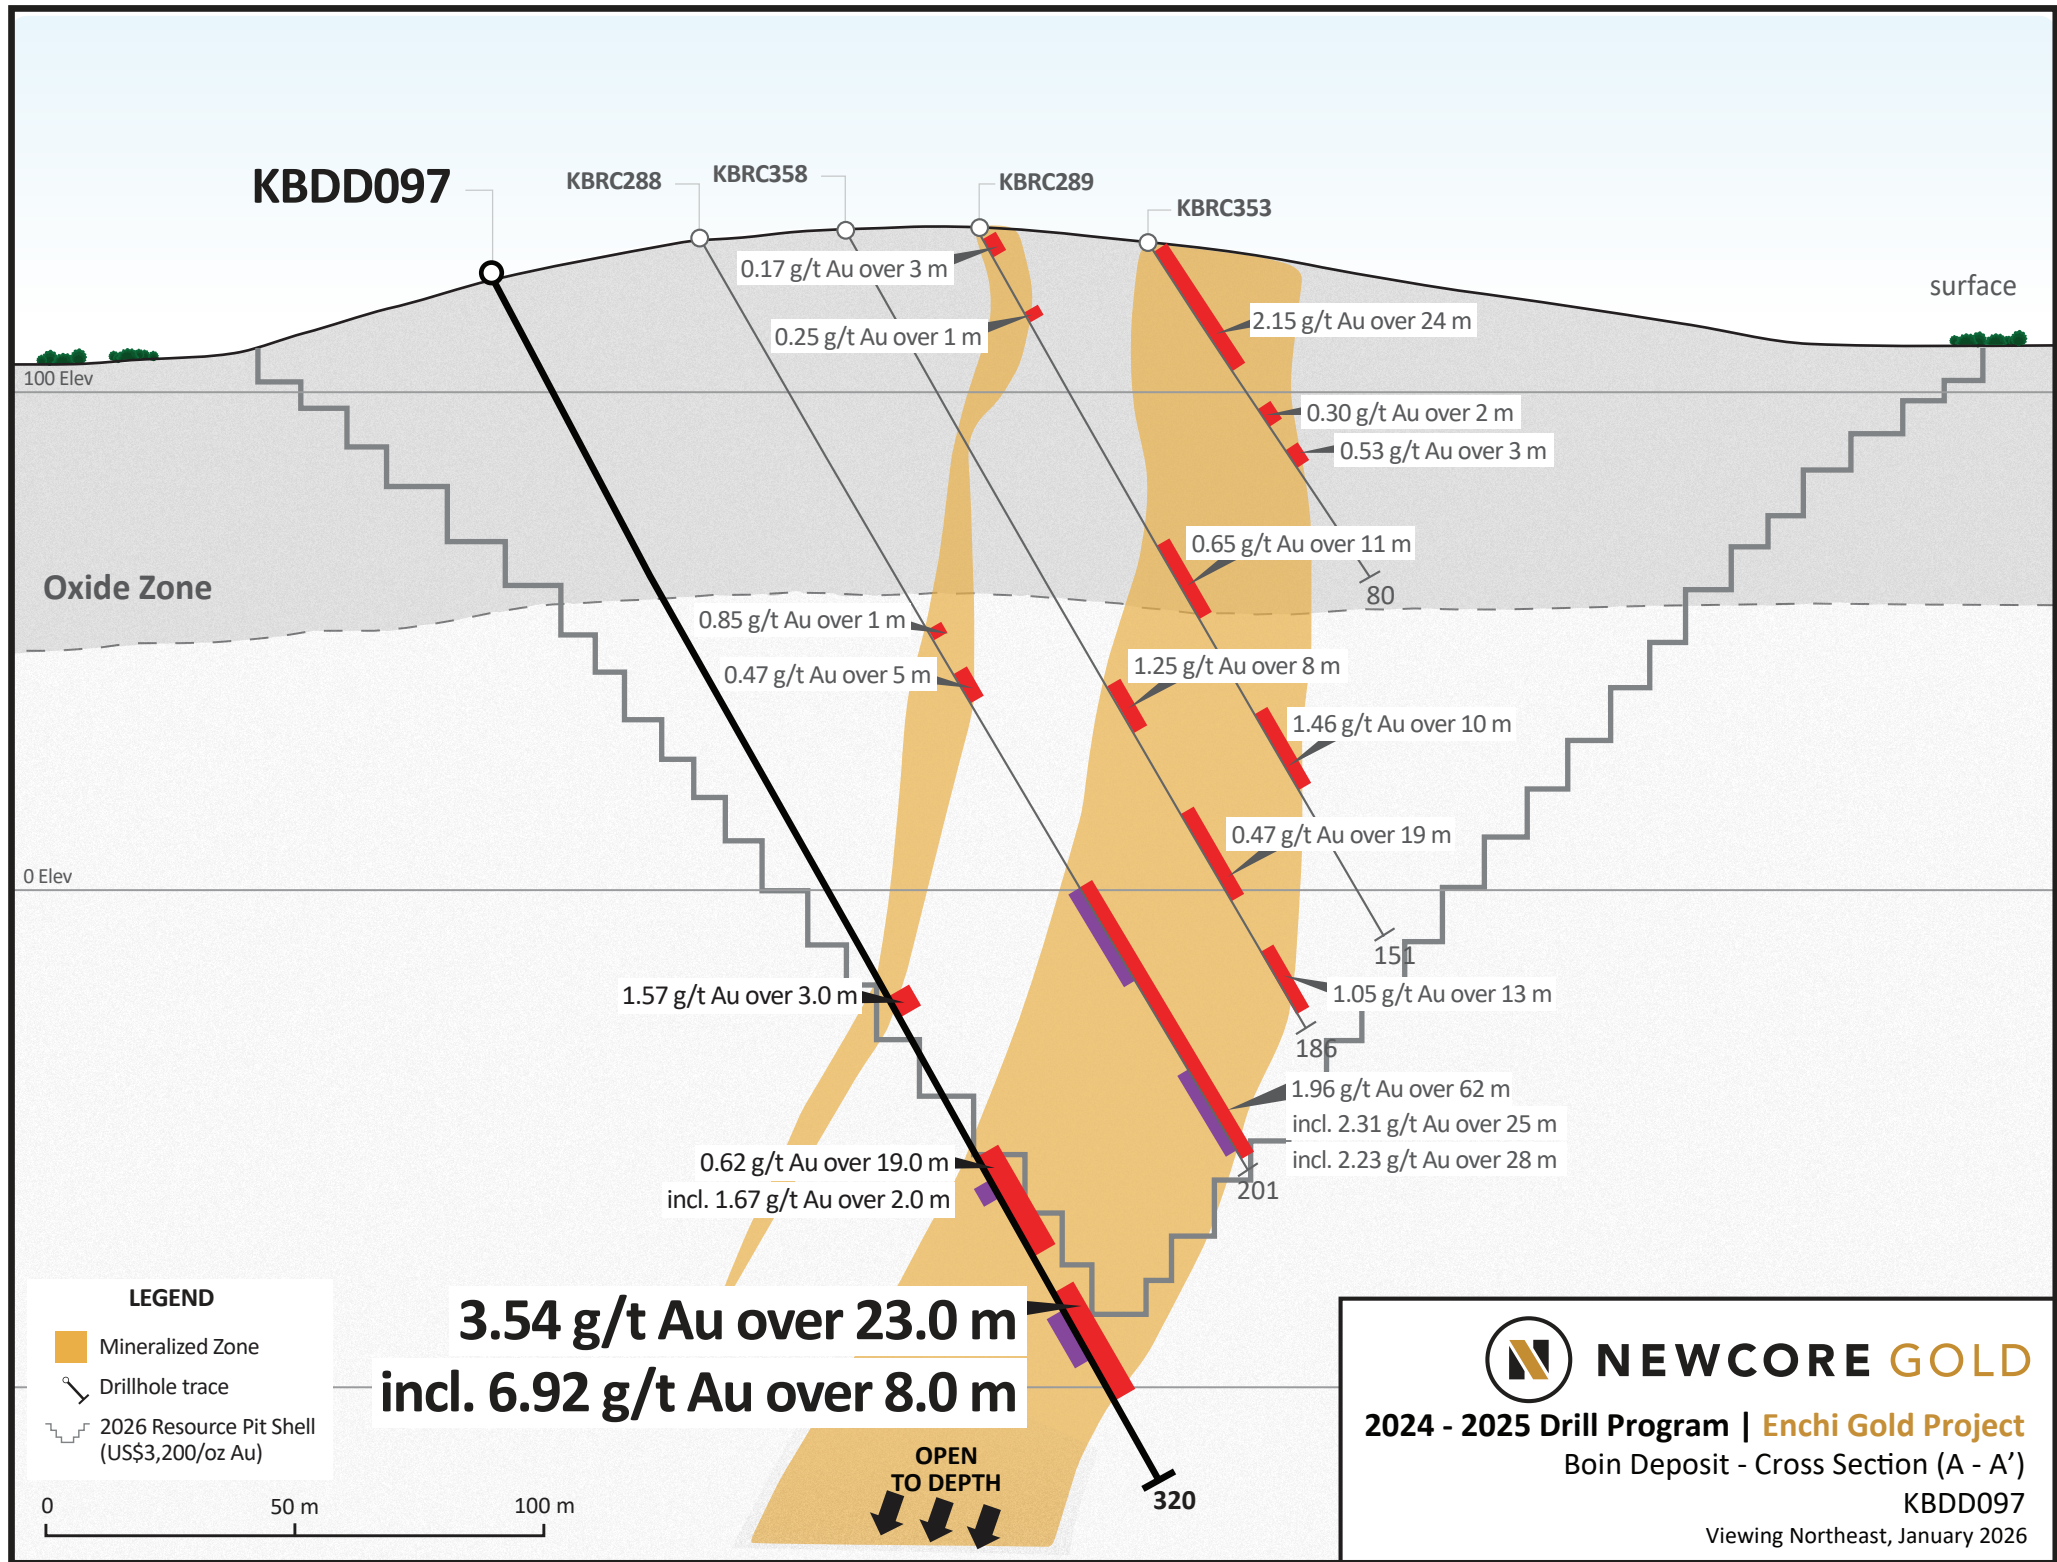 KBDD097
KBRC288
KBRC358
KBRC289
KBRC353
0.17 g/t Au over 3 m
surface
0.25 g/t Au over 1 m
2.15 g/t Au over 24 m
100 Elev
0.30 g/t Au over 2 m
0.53 g/t Au over 3 m
0.65 g/t Au over 11 m
Oxide Zone
80
0.85 g/t Au over 1 m
0.47 g/t Au over 5 m
1.25 g/t Au over 8 m
1.46 g/t Au over 10 m
0.47 g/t Au over 19 m
0 Elev
151
1.57 g/t Au over 3.0 m
1.05 g/t Au over 13 m
186
1.96 g/t Au over 62 m
incl. 2.31 g/t Au over 25 m
incl. 2.23 g/t Au over 28 m
0.62 g/t Au over 19.0 m
incl. 1.67 g/t Au over 2.0 m
201
3.54 g/t Au over 23.0 m
incl. 6.92 g/t Au over 8.0 m
LEGEND
Mineralized Zone
Drillhole trace
2026 Resource Pit Shell
(US$3,200/oz Au)
OPEN
TO DEPTH
320
0 50 m 100 m
NEWCORE GOLD
2024 - 2025 Drill Program | Enchi Gold Project
Boin Deposit - Cross Section (A - A’)
KBDD097
Viewing Northeast, January 2026